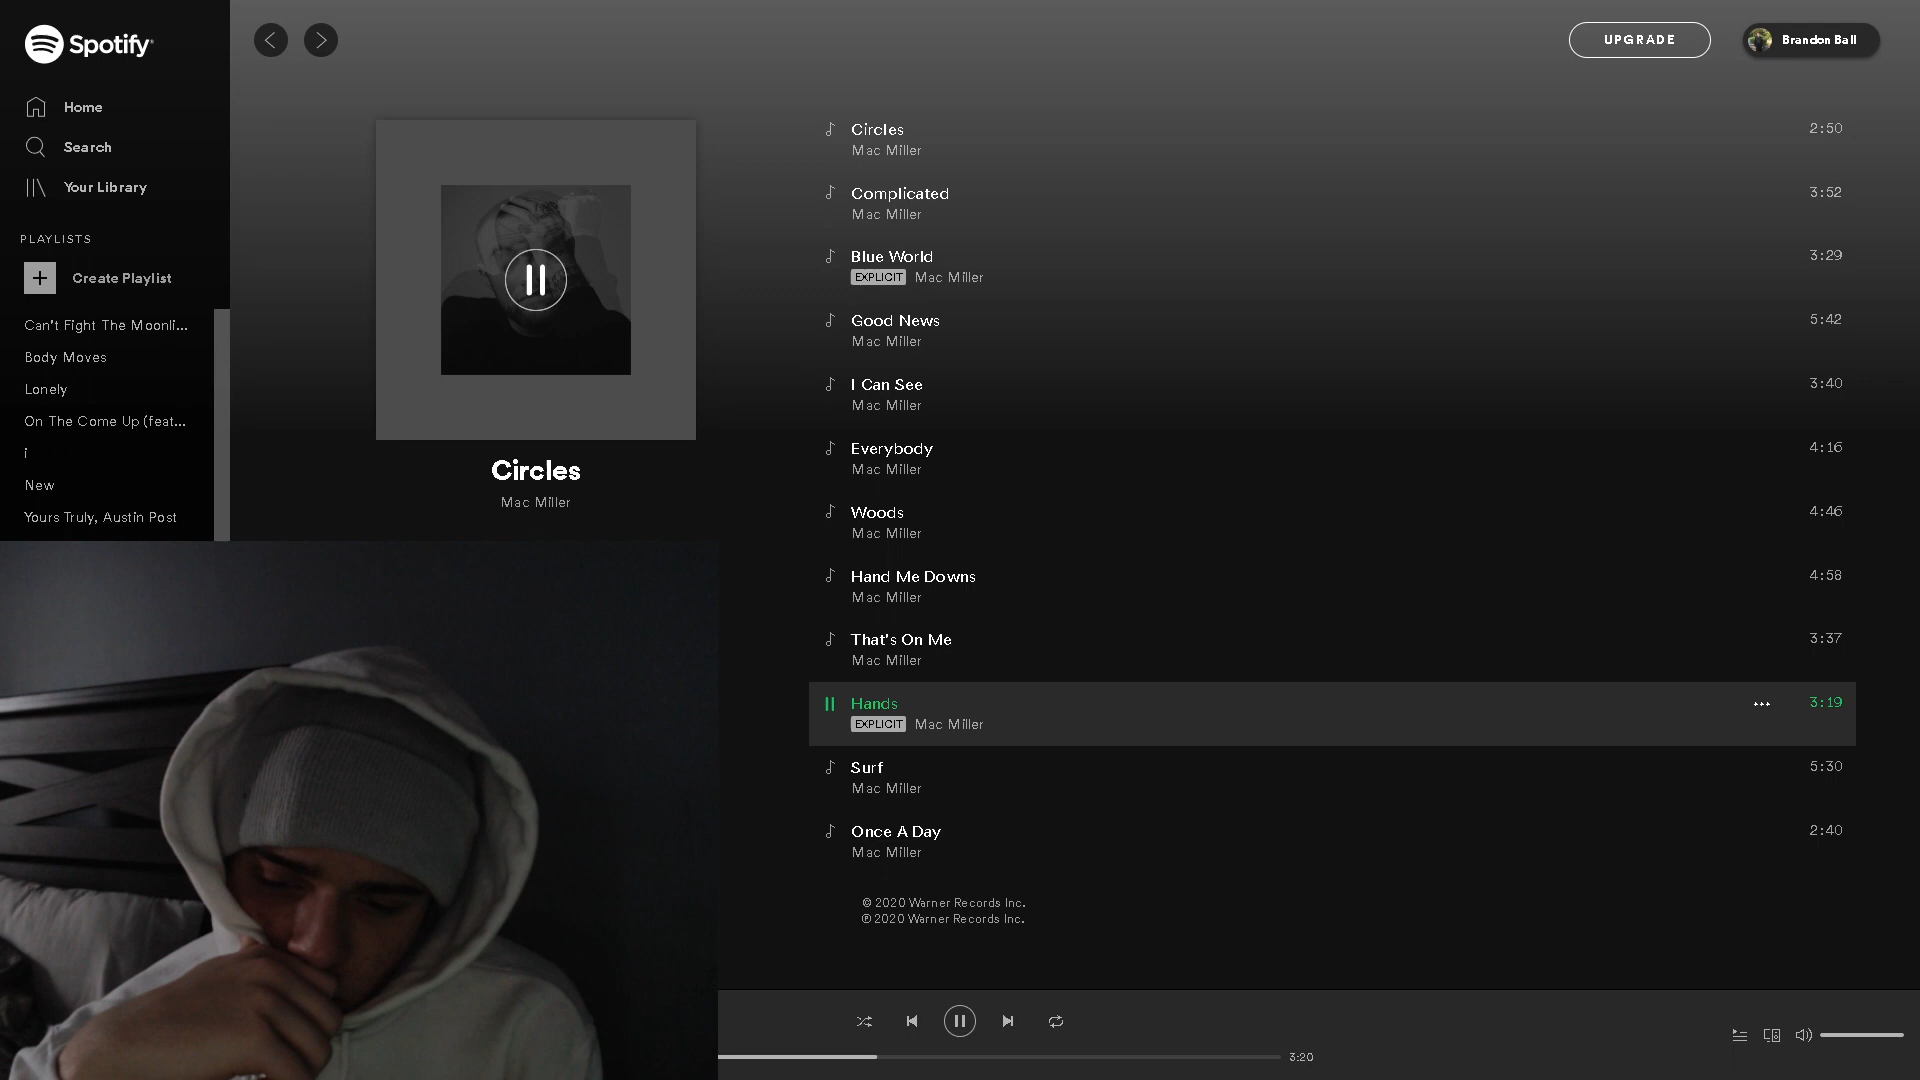 Spotify
UPGRADE
Brandon Ball
Home
Search
Your Library
PLAYLISTS
Create Playlist
Can't Fight The Moonli...
Body Moves
Lonely
On The Come Up (feat...
i
New
Yours Truly, Austin Post
Circles
Mac Miller
Circles 2:50
Mac Miller
Complicated 3:52
Mac Miller
Blue World 3:29
EXPLICIT Mac Miller
Good News 5:42
Mac Miller
I Can See 3:40
Mac Miller
Everybody 4:16
Mac Miller
Woods 4:46
Mac Miller
Hand Me Downs 4:58
Mac Miller
That's On Me 3:37
Mac Miller
Hands ••• 3:19
EXPLICIT Mac Miller
Surf 5:30
Mac Miller
Once A Day 2:40
Mac Miller
© 2020 Warner Records Inc.
℗ 2020 Warner Records Inc.
3:20